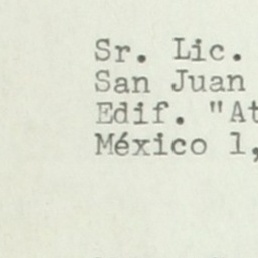 Sr. Lic.
San Juan
Edif. "At
México 1,